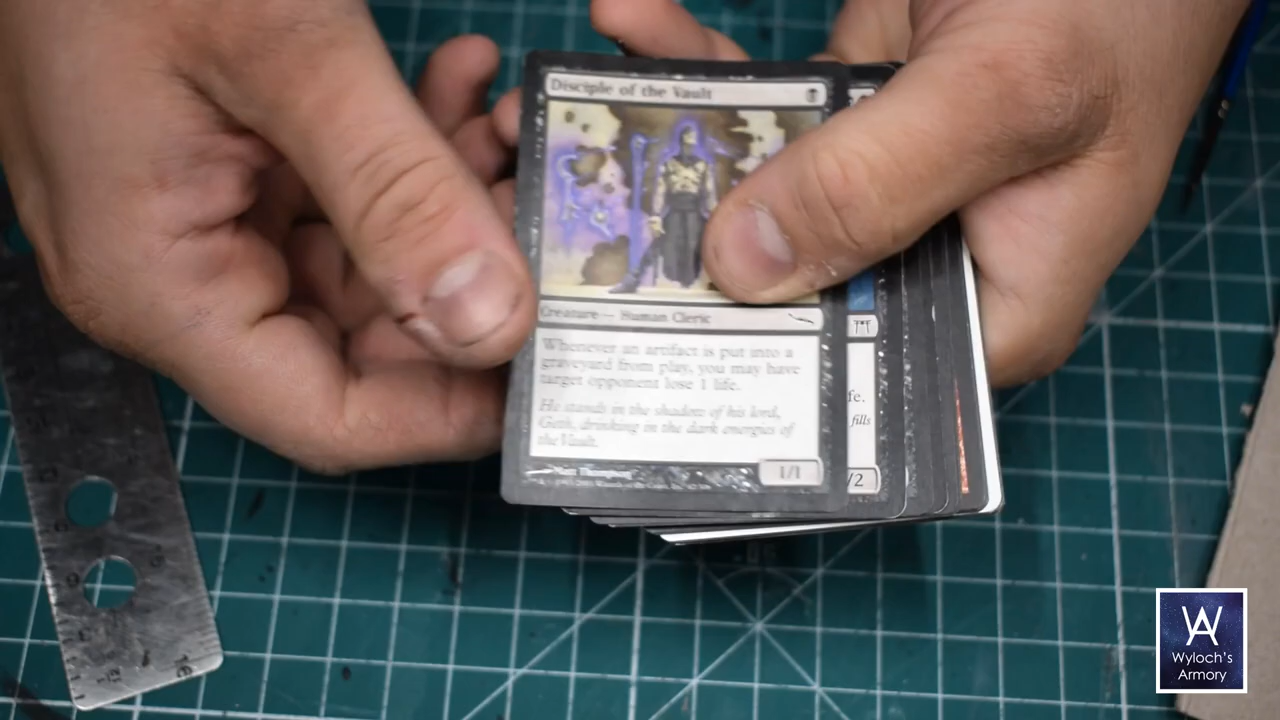 Disciple of the Vault
Creature — Human Cleric
Whenever an artifact is put into a
graveyard from play, you may have
target opponent lose 1 life.
He stands in the shadow of his lord,
Geth, drinking in the dark energies of
the Vault.
1/1
fe.
fills
/2
Wyloch's
Armory